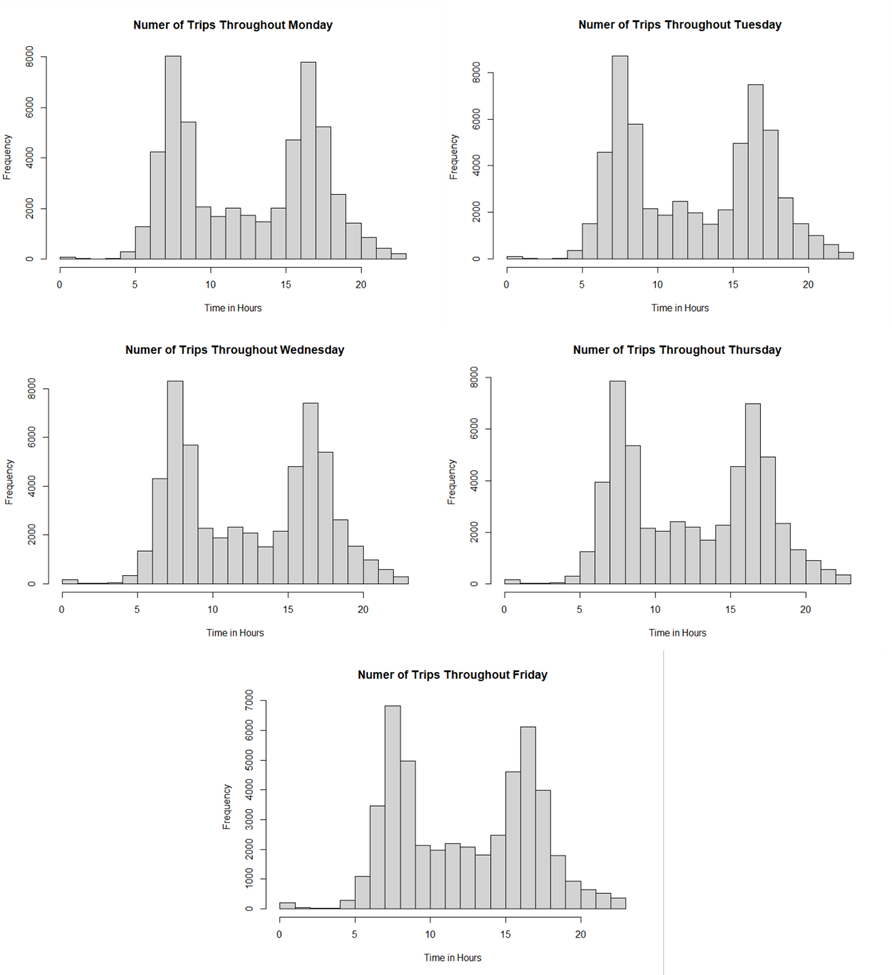 Numer of Trips Throughout Monday
Frequency
0 2000 4000 6000 8000
0 5 10 15 20
Time in Hours
Numer of Trips Throughout Tuesday
Frequency
0 2000 4000 6000 8000
0 5 10 15 20
Time in Hours
Numer of Trips Throughout Wednesday
Frequency
0 2000 4000 6000 8000
0 5 10 15 20
Time in Hours
Numer of Trips Throughout Thursday
Frequency
0 2000 4000 6000 8000
0 5 10 15 20
Time in Hours
Numer of Trips Throughout Friday
Frequency
0 1000 2000 3000 4000 5000 6000 7000
0 5 10 15 20
Time in Hours